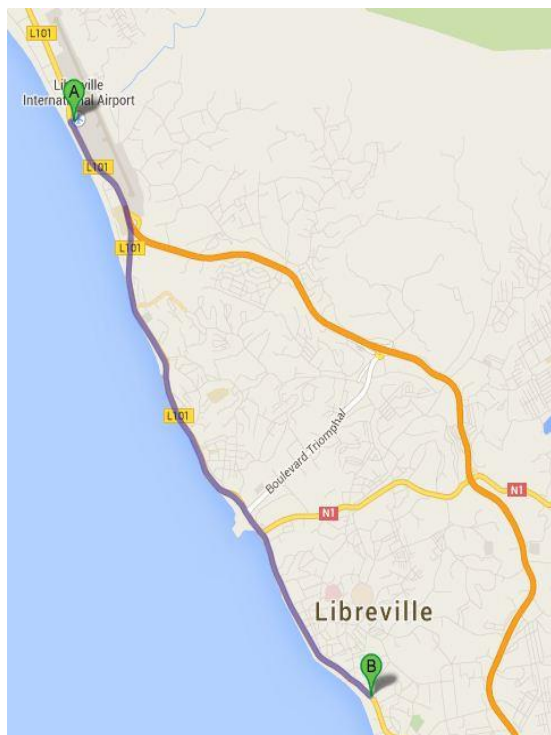 L101
A
Libreville
International Airport
L101
L101
L101
Boulevard Triomphal
N1
N1
Libreville
B